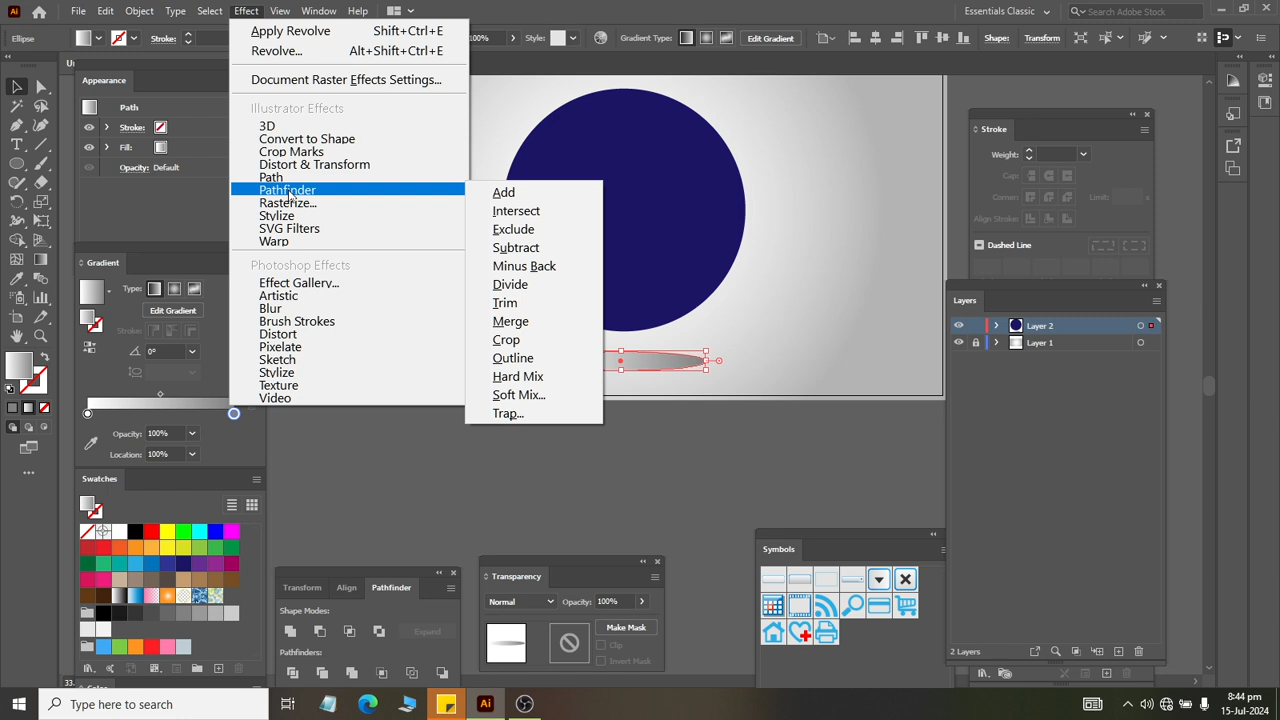 File Edit Object Type Select Effect View Window Help
Essentials Classic
Search Adobe Stock
Ellipse
Stroke:
100%
Style:
Gradient Type:
Edit Gradient
Shape:
Transform
Appearance
Path
Stroke:
Fill:
Opacity: Default
Apply Revolve Shift+Ctrl+E
Revolve... Alt+Shift+Ctrl+E
Document Raster Effects Settings...
Illustrator Effects
3D
Convert to Shape
Crop Marks
Distort & Transform
Path
Pathfinder
Rasterize...
Stylize
SVG Filters
Warp
Photoshop Effects
Effect Gallery...
Artistic
Blur
Brush Strokes
Distort
Pixelate
Sketch
Stylize
Texture
Video
Add
Intersect
Exclude
Subtract
Minus Back
Divide
Trim
Merge
Crop
Outline
Hard Mix
Soft Mix...
Trap...
Gradient
Type:
Edit Gradient
Stroke:
0°
Opacity: 100%
Location: 100%
Swatches
Transform Align Pathfinder
Shape Modes:
Expand
Pathfinders:
Transparency
Normal
Opacity: 100%
Make Mask
Clip
Invert Mask
Symbols
Stroke
Weight:
Corner:
Limit:
Align Stroke:
Dashed Line
Layers
Layer 2
Layer 1
2 Layers
33.
Color
Type here to search
Ai
8:44 pm
15-Jul-2024